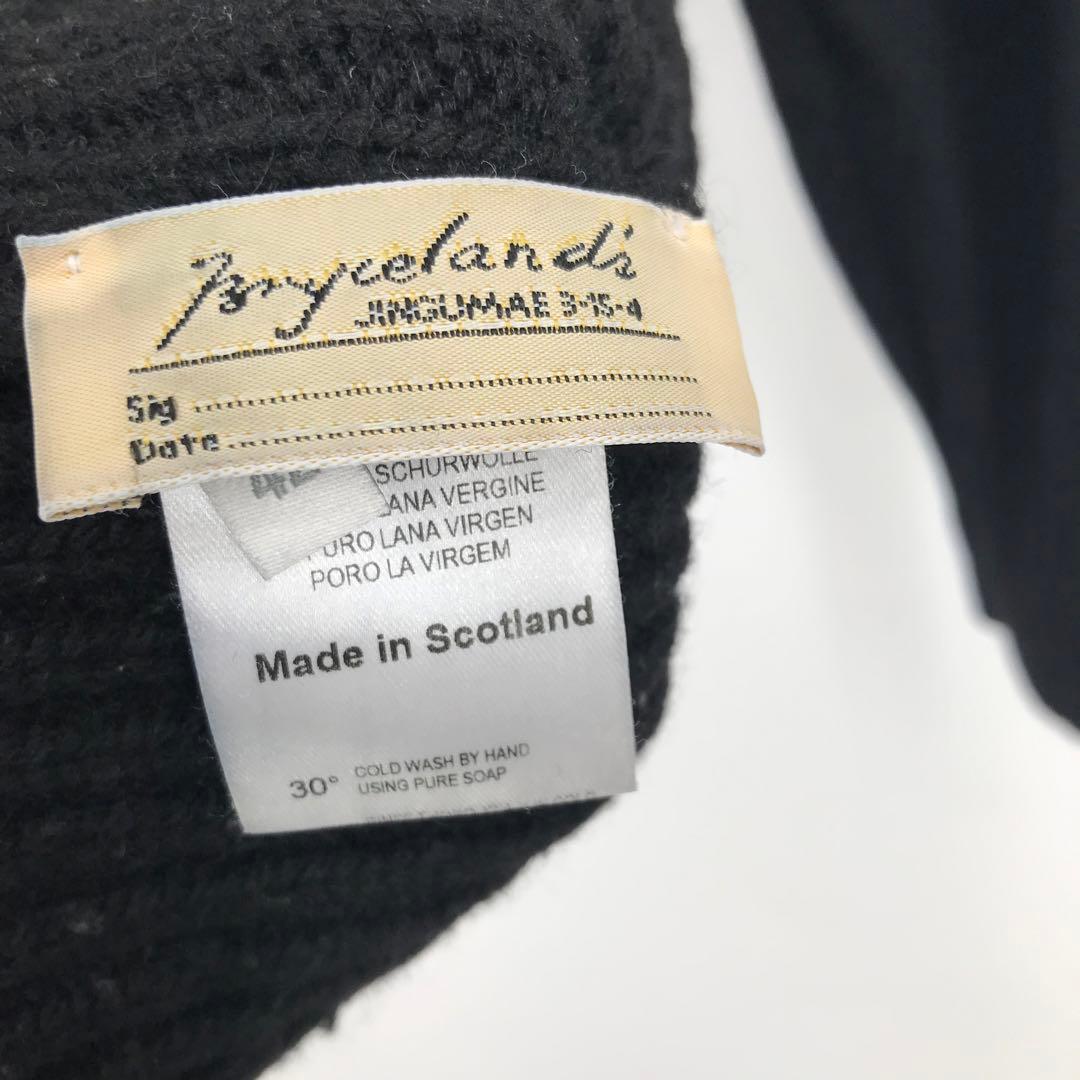 Bryceland's
JINGUMAE 3-15-4
Sig
Date
SCHURWOLLE
LANA VERGINE
PURO LANA VIRGEN
PORO LA VIRGEM
Made in Scotland
30° COLD WASH BY HAND
USING PURE SOAP